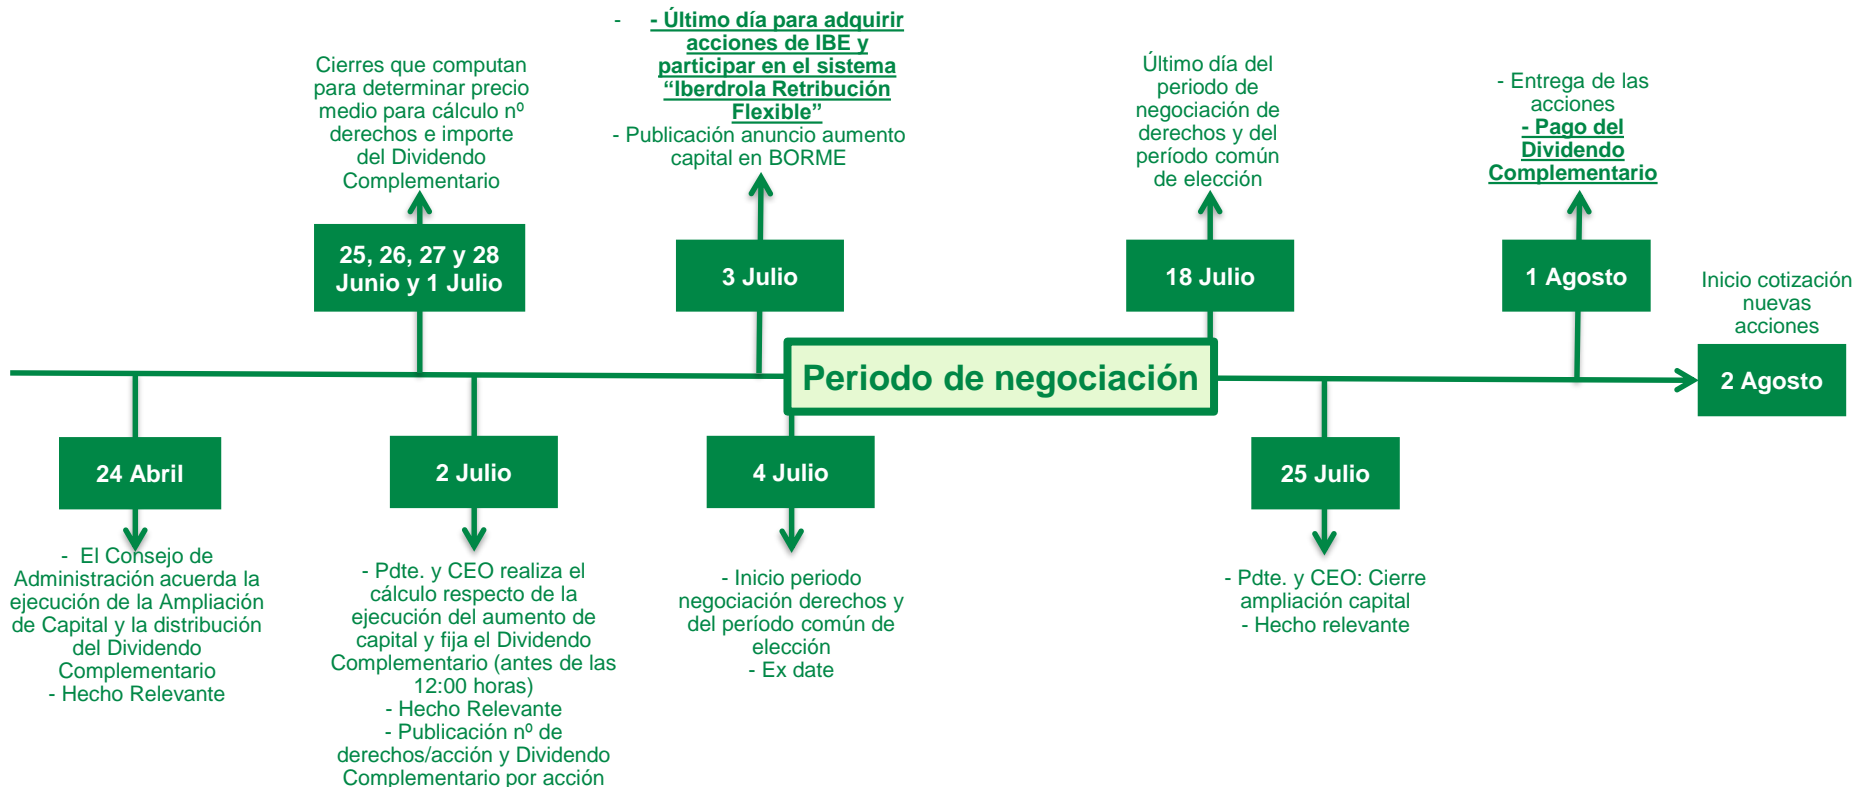 Cierres que computan
para determinar precio
medio para cálculo nº
derechos e importe
del Dividendo
Complementario
25, 26, 27 y 28
Junio y 1 Julio
- - Último día para adquirir
acciones de IBE y
participar en el sistema
“Iberdrola Retribución
Flexible”
- Publicación anuncio aumento
capital en BORME
3 Julio
Último día del
periodo de
negociación de
derechos y del
período común
de elección
18 Julio
- Entrega de las
acciones
- Pago del
Dividendo
Complementario
1 Agosto
Inicio cotización
nuevas
acciones
2 Agosto
Periodo de negociación
24 Abril
- El Consejo de
Administración acuerda la
ejecución de la Ampliación
de Capital y la distribución
del Dividendo
Complementario
- Hecho Relevante
2 Julio
- Pdte. y CEO realiza el
cálculo respecto de la
ejecución del aumento de
capital y fija el Dividendo
Complementario (antes de las
12:00 horas)
- Hecho Relevante
- Publicación nº de
derechos/acción y Dividendo
Complementario por acción
4 Julio
- Inicio periodo
negociación derechos y
del período común de
elección
- Ex date
25 Julio
- Pdte. y CEO: Cierre
ampliación capital
- Hecho relevante